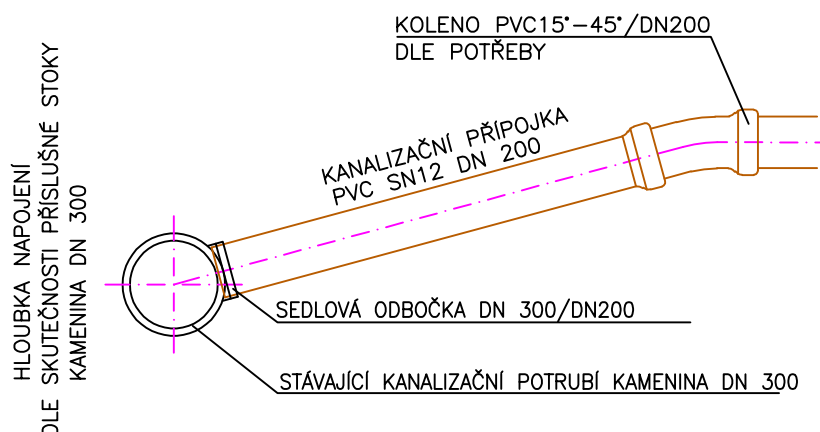 KOLENO PVC15°-45°/DN200
DLE POTŘEBY
KANALIZAČNÍ PŘÍPOJKA
PVC SN12 DN 200
HLOUBKA NAPOJENÍ
DLE SKUTEČNOSTI PŘÍSLUŠNÉ STOKY
KAMENINA DN 300
SEDLOVÁ ODBOČKA DN 300/DN200
STÁVAJÍCÍ KANALIZAČNÍ POTRUBÍ KAMENINA DN 300